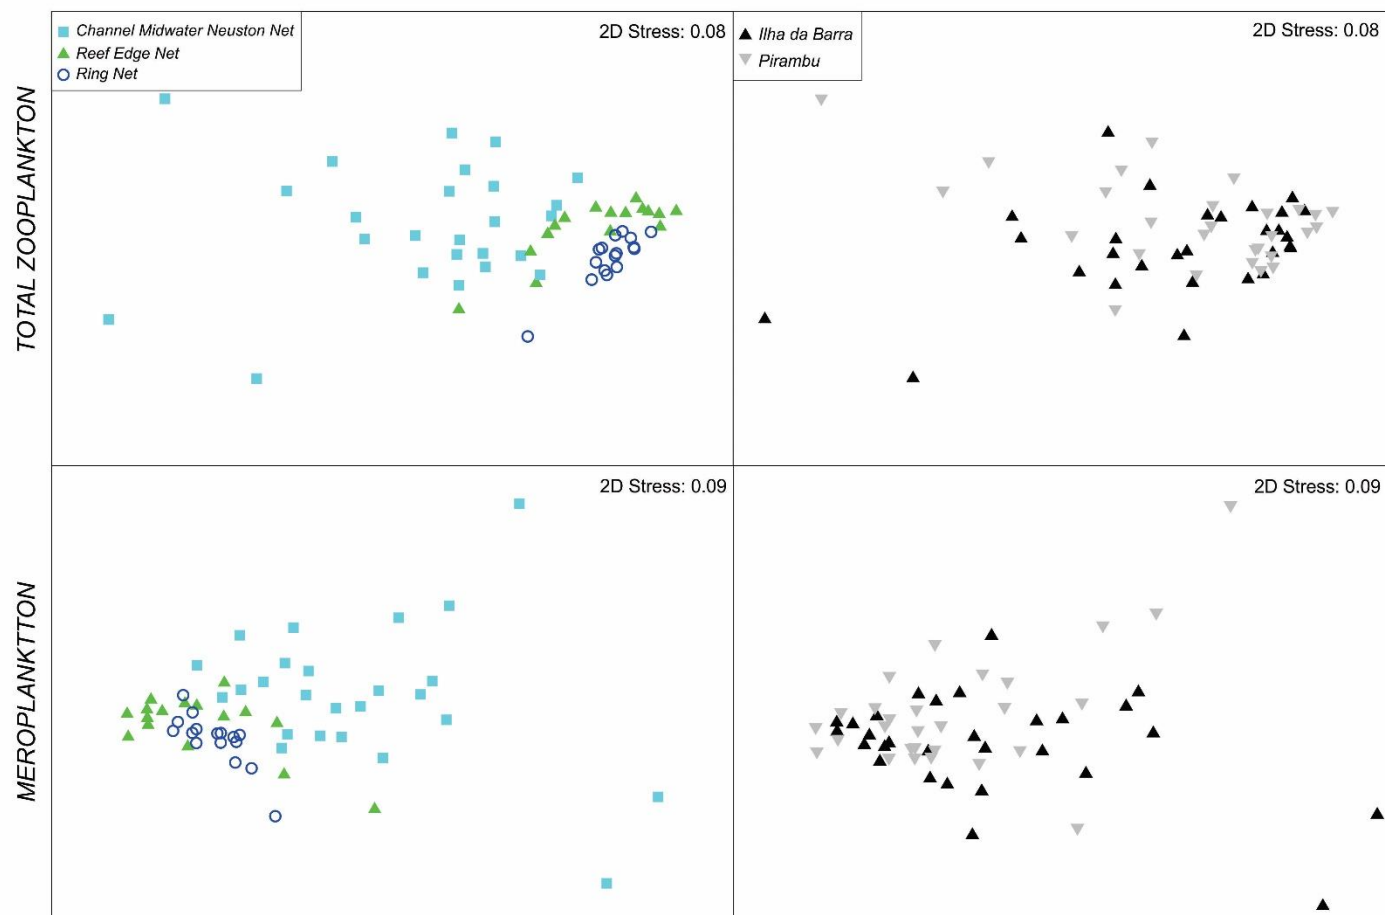 Channel Midwater Neuston Net
Reef Edge Net
Ring Net
2D Stress: 0.08
Ilha da Barra
Pirambu
2D Stress: 0.08
TOTAL ZOOPLANKTON
2D Stress: 0.09
2D Stress: 0.09
MEROPLANKTTON